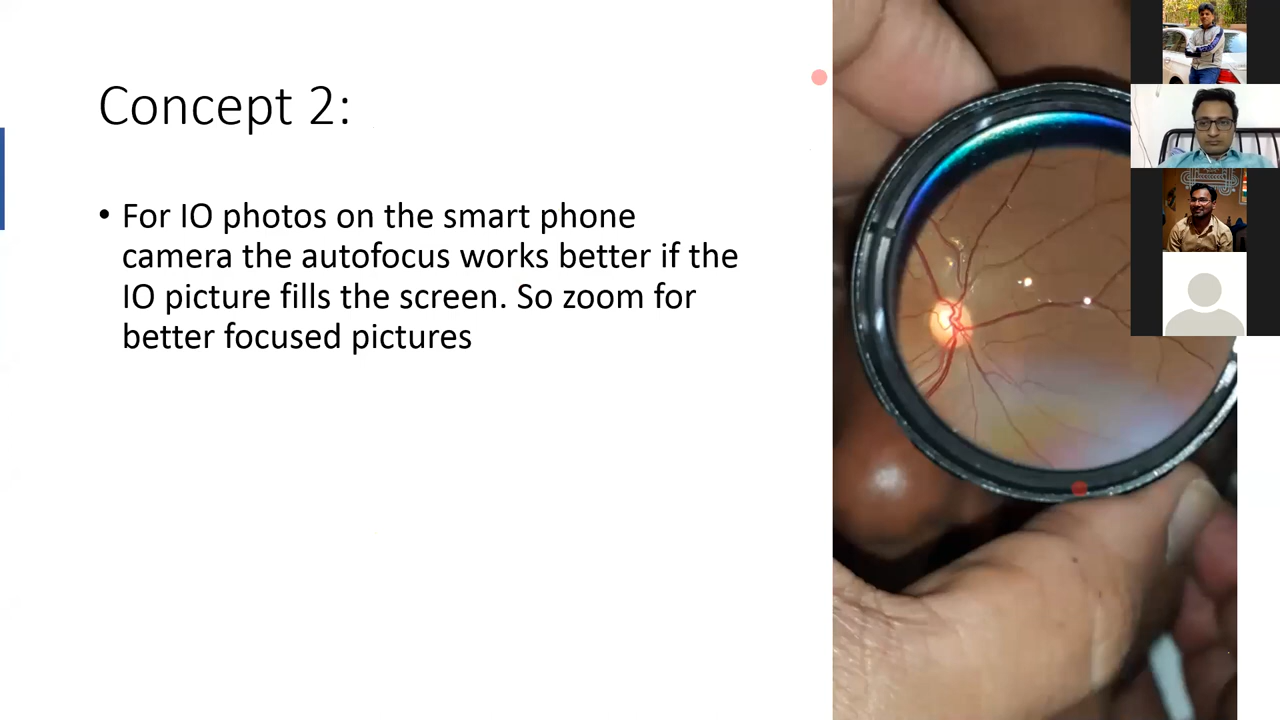 Concept 2:
• For IO photos on the smart phone
camera the autofocus works better if the
IO picture fills the screen. So zoom for
better focused pictures